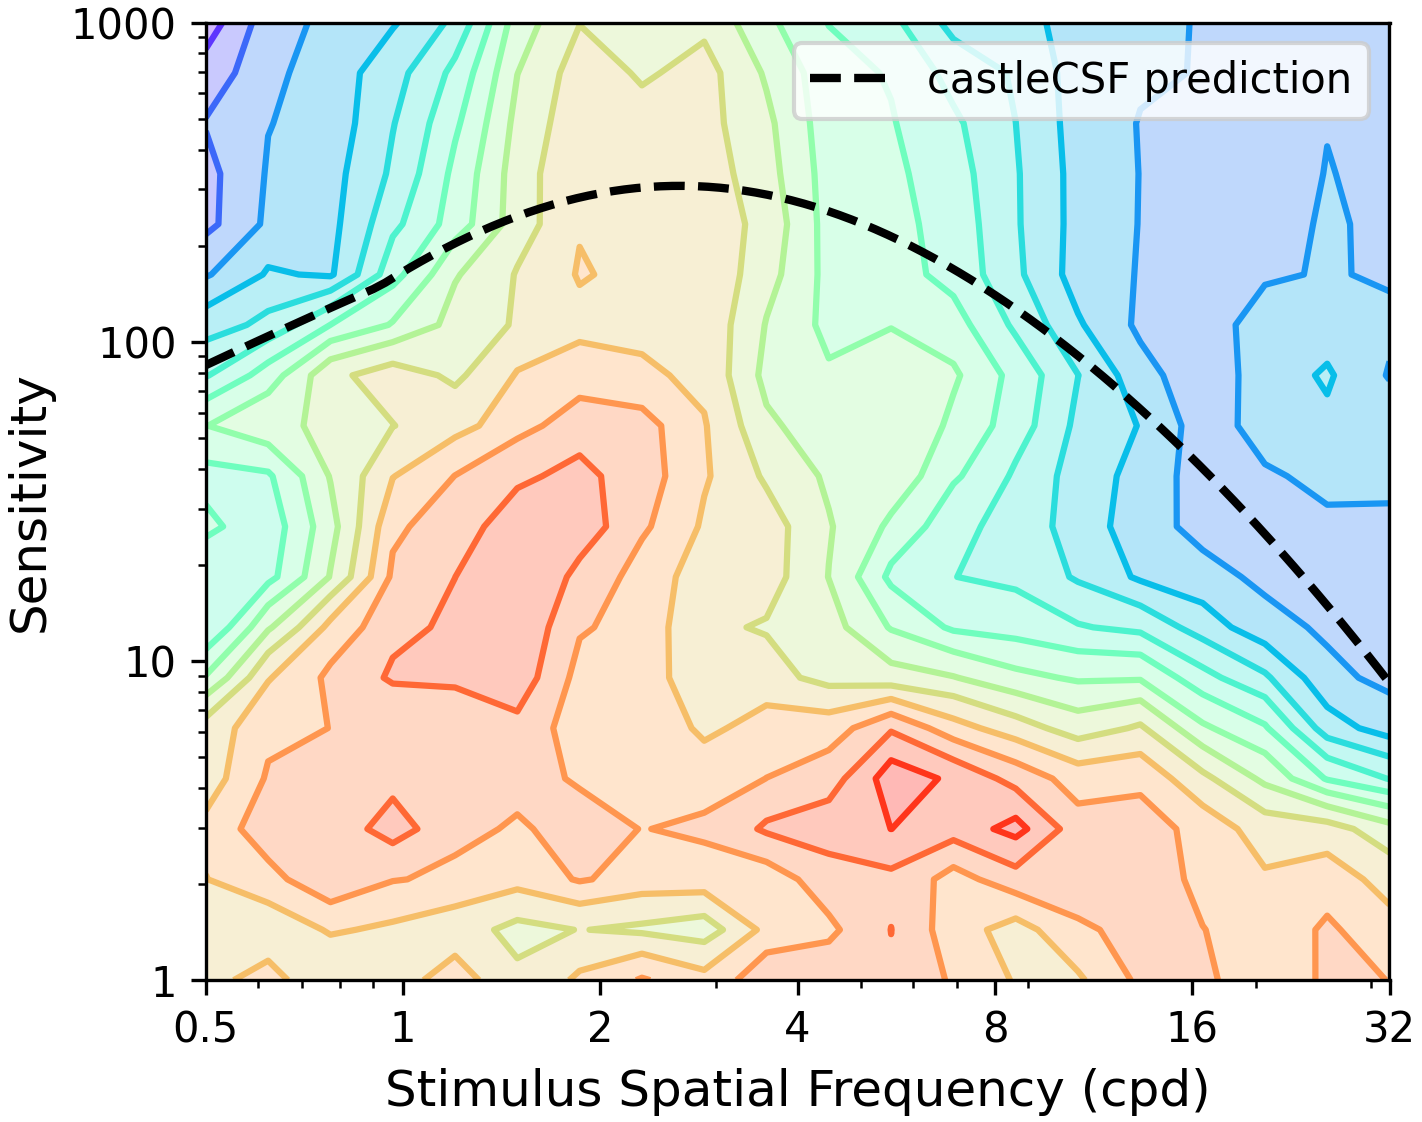 1000
castleCSF prediction
100
Sensitivity
10
1
0.5 1 2 4 8 16 32
Stimulus Spatial Frequency (cpd)